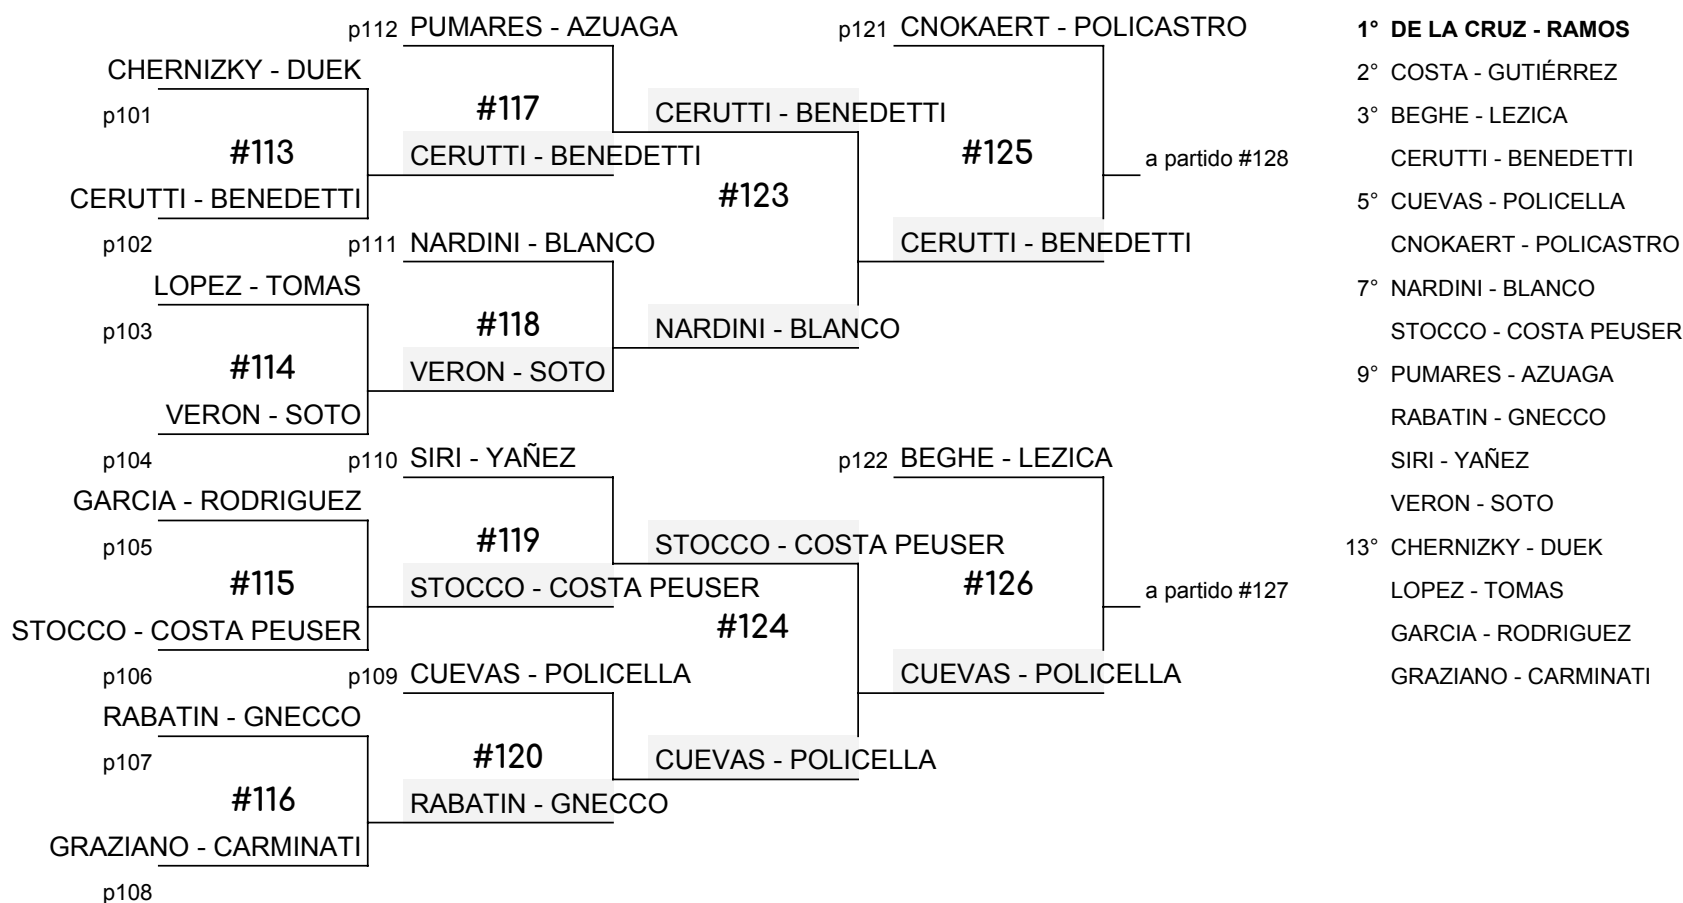 p112 PUMARES - AZUAGA
p121 CNOKAERT - POLICASTRO
1° DE LA CRUZ - RAMOS
CHERNIZKY - DUEK
2° COSTA - GUTIÉRREZ
p101
#117
CERUTTI - BENEDETTI
3° BEGHE - LEZICA
#113
CERUTTI - BENEDETTI
#125
a partido #128
CERUTTI - BENEDETTI
CERUTTI - BENEDETTI
#123
5° CUEVAS - POLICELLA
p102
p111 NARDINI - BLANCO
CERUTTI - BENEDETTI
CNOKAERT - POLICASTRO
LOPEZ - TOMAS
7° NARDINI - BLANCO
p103
#118
NARDINI - BLANCO
STOCCO - COSTA PEUSER
#114
VERON - SOTO
9° PUMARES - AZUAGA
VERON - SOTO
RABATIN - GNECCO
p104
p110 SIRI - YAÑEZ
p122 BEGHE - LEZICA
SIRI - YAÑEZ
GARCIA - RODRIGUEZ
VERON - SOTO
p105
#119
STOCCO - COSTA PEUSER
13° CHERNIZKY - DUEK
#115
STOCCO - COSTA PEUSER
#126
a partido #127
LOPEZ - TOMAS
STOCCO - COSTA PEUSER
#124
GARCIA - RODRIGUEZ
p106
p109 CUEVAS - POLICELLA
CUEVAS - POLICELLA
GRAZIANO - CARMINATI
RABATIN - GNECCO
p107
#120
CUEVAS - POLICELLA
#116
RABATIN - GNECCO
GRAZIANO - CARMINATI
p108